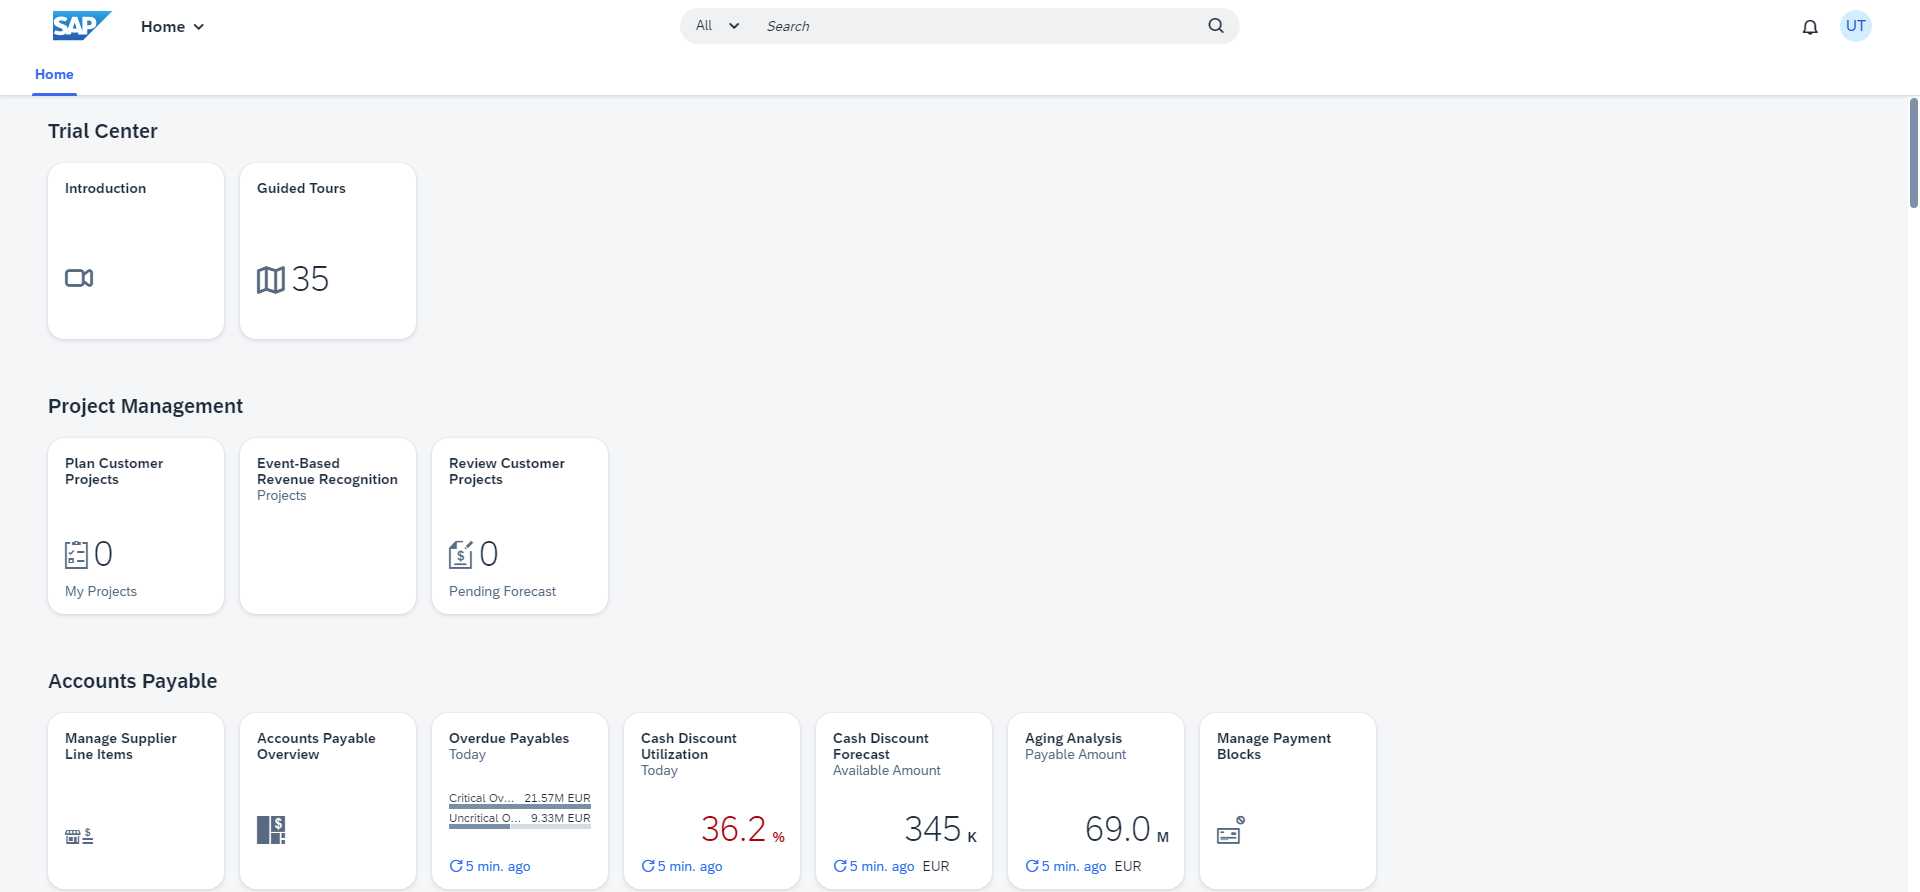 SAP
Home
All
Search
UT
Home
Trial Center
Introduction
Guided Tours
35
Project Management
Plan Customer
Projects
0
My Projects
Event-Based
Revenue Recognition
Projects
Review Customer
Projects
0
Pending Forecast
Accounts Payable
Manage Supplier
Line Items
Accounts Payable
Overview
Overdue Payables
Today
Critical Ov... 21.57M EUR
Uncritical O... 9.33M EUR
5 min. ago
Cash Discount
Utilization
Today
36.2 %
5 min. ago
Cash Discount
Forecast
Available Amount
345 K
5 min. ago EUR
Aging Analysis
Payable Amount
69.0 M
5 min. ago EUR
Manage Payment
Blocks